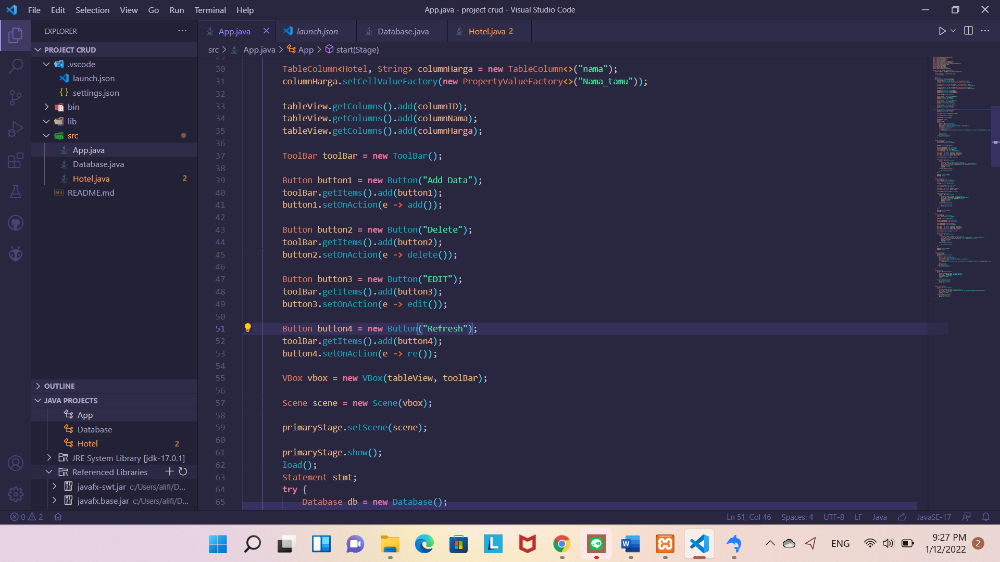 File Edit Selection View Go Run Terminal Help
App.java - project crud - Visual Studio Code
EXPLORER
App.java
launch.json
Database.java
Hotel.java 2
PROJECT CRUD
src > App.java > App > start(Stage)
.vscode
launch.json
settings.json
bin
lib
src
App.java
Database.java
Hotel.java 2
README.md
OUTLINE
JAVA PROJECTS
App
Database
Hotel 2
JRE System Library [jdk-17.0.1]
Referenced Libraries
javafx-swt.jar c:/Users/alifi/D...
javafx.base.jar c:/Users/alifi/D...
29
30 TableColumn<Hotel, String> columnHarga = new TableColumn<>("nama");
31 columnHarga.setCellValueFactory(new PropertyValueFactory<>("Nama_tamu"));
32
33 tableView.getColumns().add(columnID);
34 tableView.getColumns().add(columnNama);
35 tableView.getColumns().add(columnHarga);
36
37 ToolBar toolBar = new ToolBar();
38
39 Button button1 = new Button("Add Data");
40 toolBar.getItems().add(button1);
41 button1.setOnAction(e -> add());
42
43 Button button2 = new Button("Delete");
44 toolBar.getItems().add(button2);
45 button2.setOnAction(e -> delete());
46
47 Button button3 = new Button("EDIT");
48 toolBar.getItems().add(button3);
49 button3.setOnAction(e -> edit());
50
51 Button button4 = new Button("Refresh");
52 toolBar.getItems().add(button4);
53 button4.setOnAction(e -> re());
54
55 VBox vbox = new VBox(tableView, toolBar);
56
57 Scene scene = new Scene(vbox);
58
59 primaryStage.setScene(scene);
60
61 primaryStage.show();
62 load();
63 Statement stmt;
64 try {
65 Database db = new Database();
0 2
Ln 51, Col 46 Spaces: 4 UTF-8 LF Java JavaSE-17
ENG
9:27 PM
1/12/2022
2